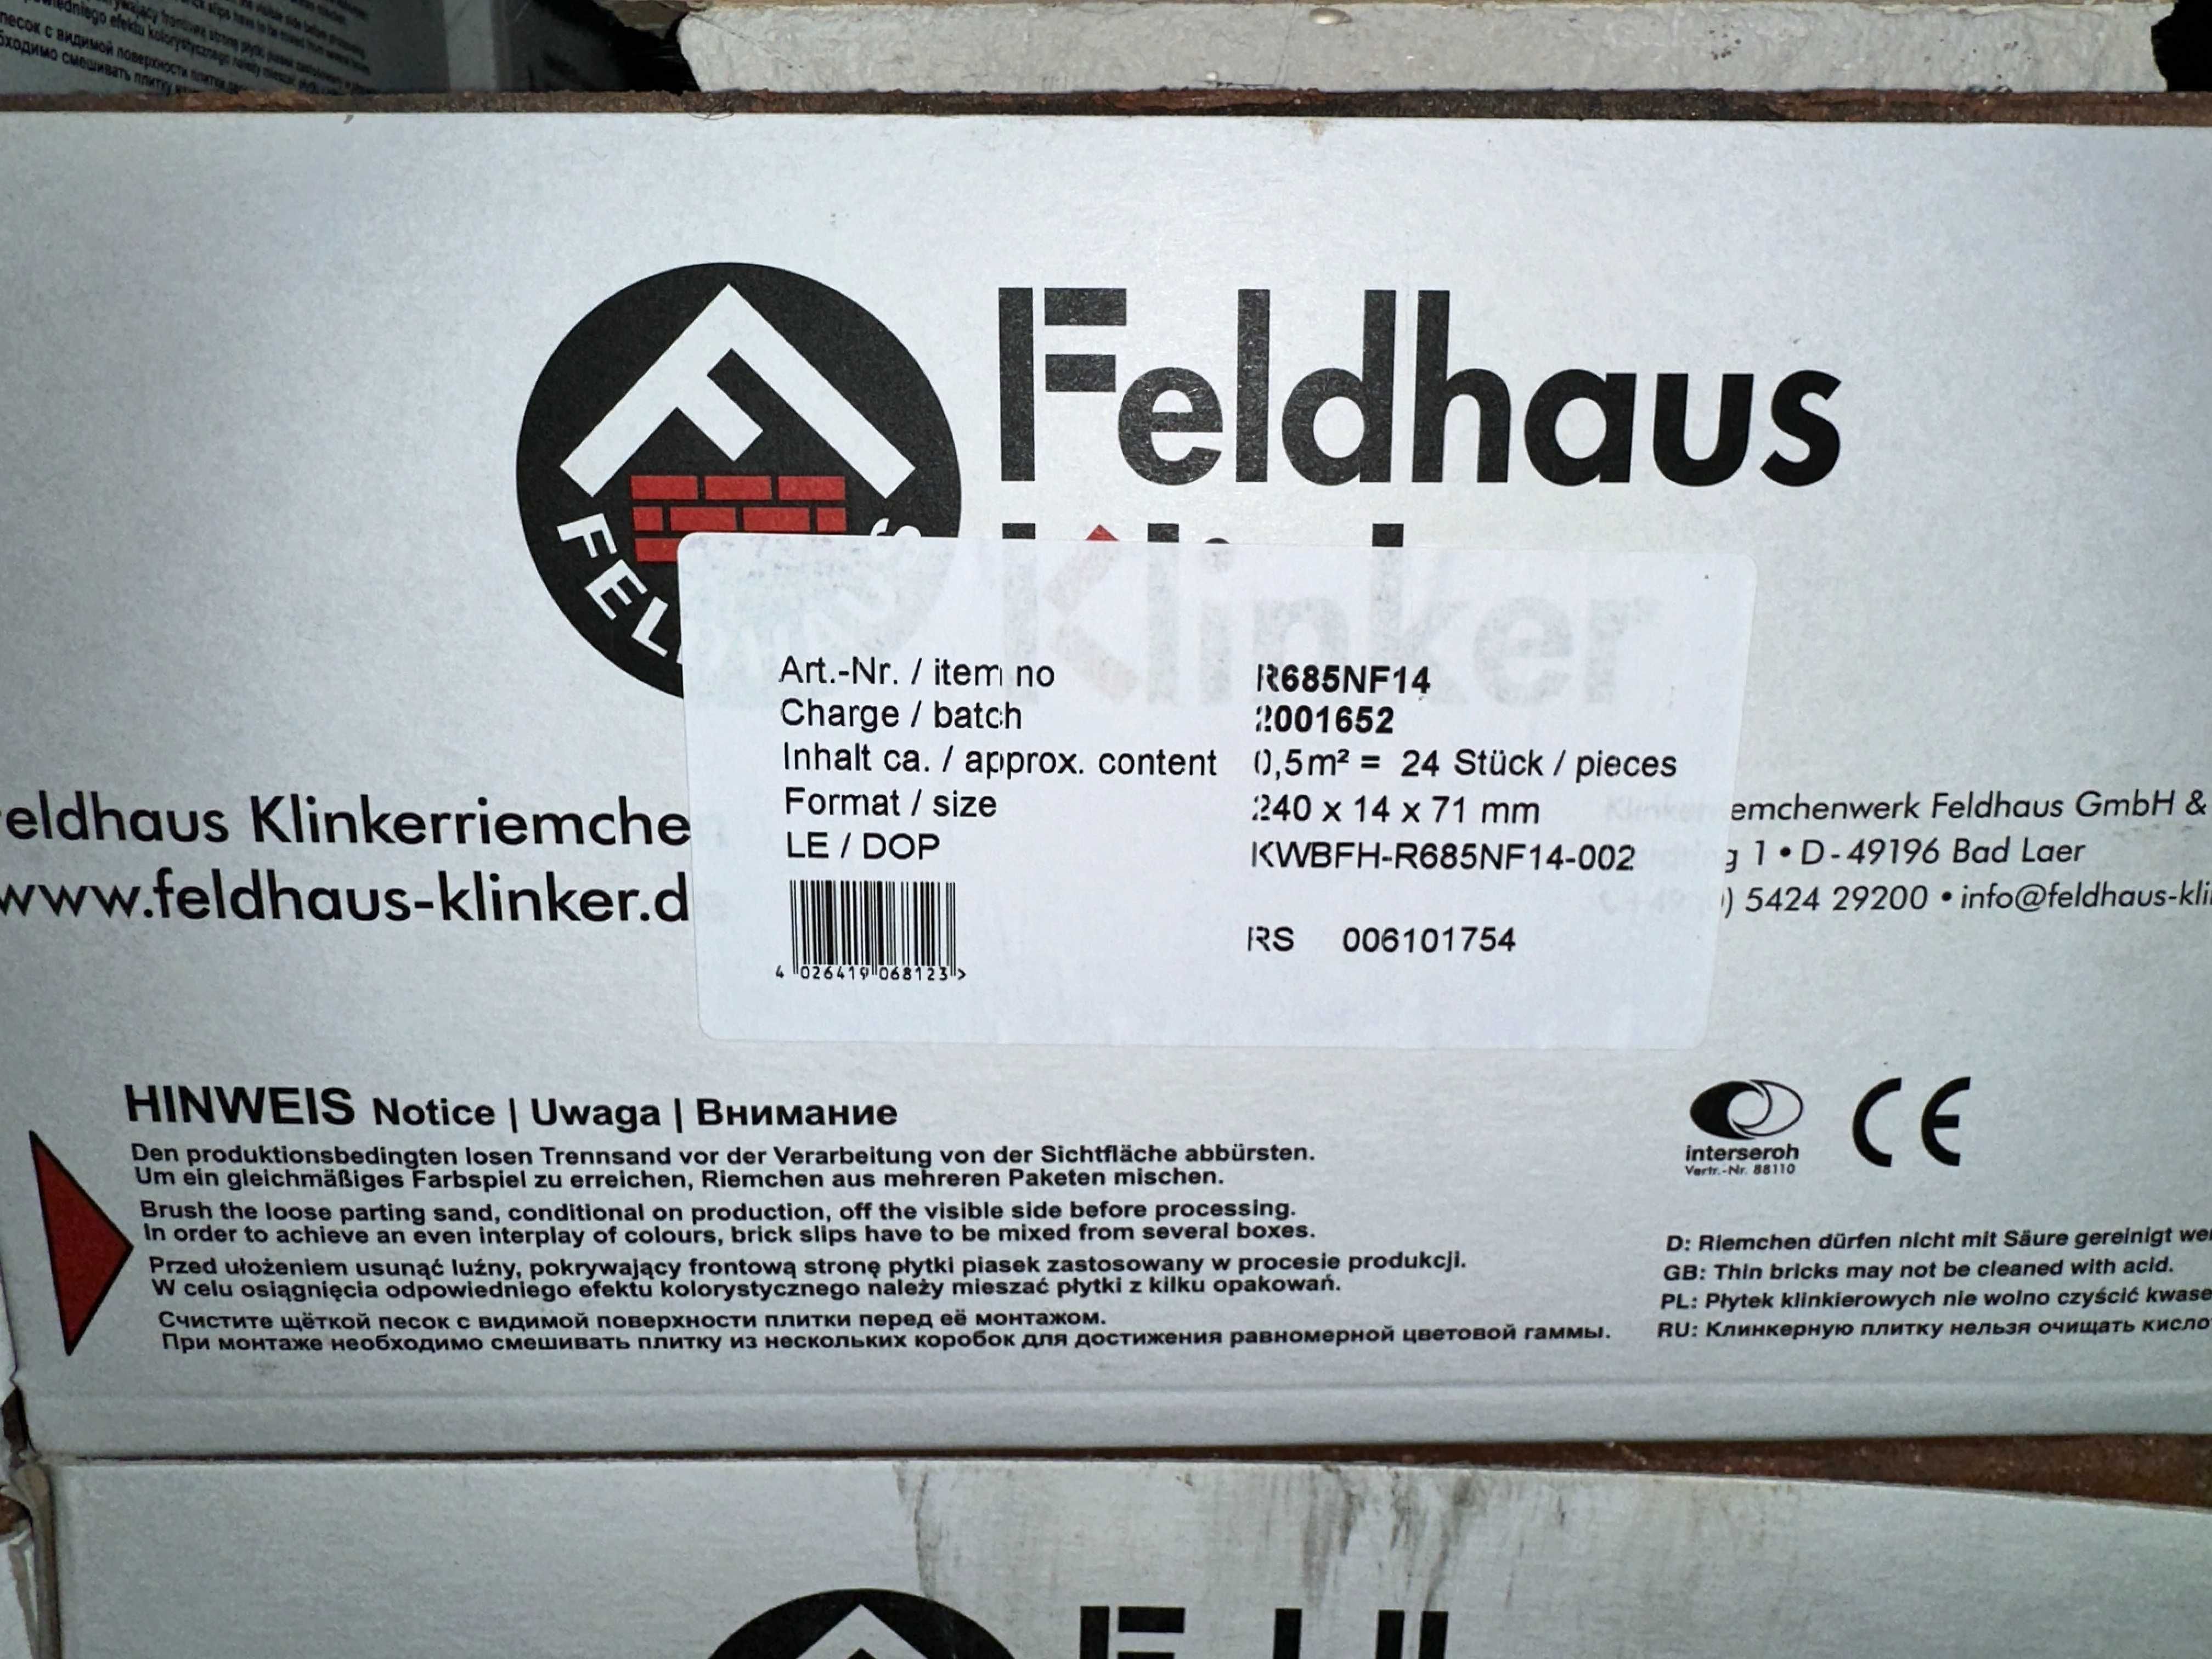 Feldhaus
Klinker
FEL
Art.-Nr. / item no R685NF14
Charge / batch 2001652
Inhalt ca. / approx. content 0,5m² = 24 Stück / pieces
Format / size 240 x 14 x 71 mm
LE / DOP KWBFH-R685NF14-002
RS 006101754
4 026419 068123 >
eldhaus Klinkerriemche
www.feldhaus-klinker.d
emchenwerk Feldhaus GmbH &
g 1 • D-49196 Bad Laer
) 5424 29200 • info@feldhaus-kli
HINWEIS Notice | Uwaga | Внимание
Den produktionsbedingten losen Trennsand vor der Verarbeitung von der Sichtfläche abbürsten.
Um ein gleichmäßiges Farbspiel zu erreichen, Riemchen aus mehreren Paketen mischen.
Brush the loose parting sand, conditional on production, off the visible side before processing.
In order to achieve an even interplay of colours, brick slips have to be mixed from several boxes.
Przed ułożeniem usunąć luźny, pokrywający frontową stronę płytki piasek zastosowany w procesie produkcji.
W celu osiągnięcia odpowiedniego efektu kolorystycznego należy mieszać płytki z kilku opakowań.
Счистите щёткой песок с видимой поверхности плитки перед её монтажом.
При монтаже необходимо смешивать плитку из нескольких коробок для достижения равномерной цветовой гаммы.
interseroh
Vertr.-Nr. 88110
CE
D: Riemchen dürfen nicht mit Säure gereinigt we
GB: Thin bricks may not be cleaned with acid.
PL: Płytek klinkierowych nie wolno czyścić kwase
RU: Клинкерную плитку нельзя очищать кисло